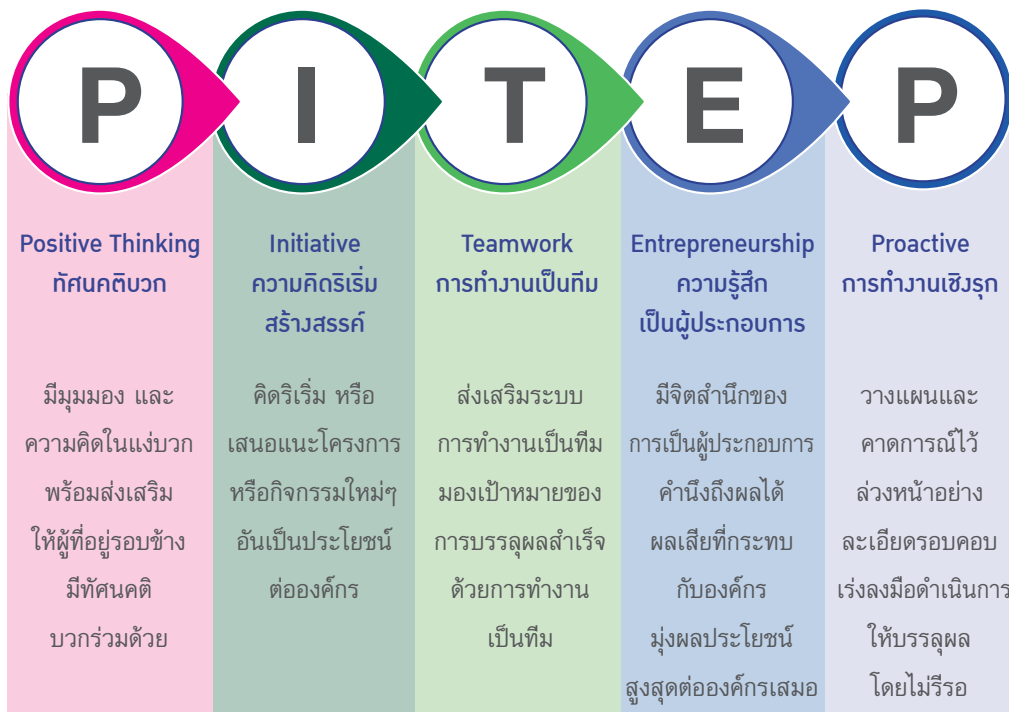 P
Positive Thinking
ทัศนคติบวก
มีมุมมอง และ
ความคิดในแง่บวก
พร้อมส่งเสริม
ให้ผู้ที่อยู่รอบข้าง
มีทัศนคติ
บวกร่วมด้วย
I
Initiative
ความคิดริเริ่ม
สร้างสรรค์
คิดริเริ่ม หรือ
เสนอแนะโครงการ
หรือกิจกรรมใหม่ๆ
อันเป็นประโยชน์
ต่อองค์กร
T
Teamwork
การทำงานเป็นทีม
ส่งเสริมระบบ
การทำงานเป็นทีม
มองเป้าหมายของ
การบรรลุผลสำเร็จ
ด้วยการทำงาน
เป็นทีม
E
Entrepreneurship
ความรู้สึก
เป็นผู้ประกอบการ
มีจิตสำนึกของ
การเป็นผู้ประกอบการ
คำนึงถึงผลได้
ผลเสียที่กระทบ
กับองค์กร
มุ่งผลประโยชน์
สูงสุดต่อองค์กรเสมอ
P
Proactive
การทำงานเชิงรุก
วางแผนและ
คาดการณ์ไว้
ล่วงหน้าอย่าง
ละเอียดรอบคอบ
เร่งลงมือดำเนินการ
ให้บรรลุผล
โดยไม่รีรอ